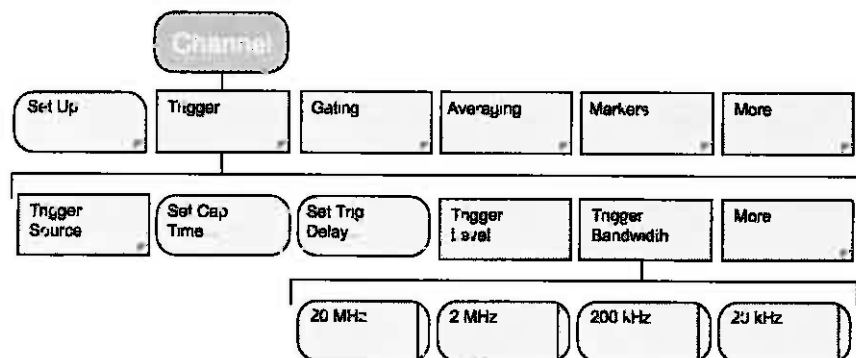 Channel
Set Up
Trigger
Gating
Averaging
Markers
More
Trigger
Source
Set Cap
Time
Set Trip
Delay
Trigger
Level
Trigger
Bandwidth
More
20 MHz
2 MHz
200 kHz
20 kHz